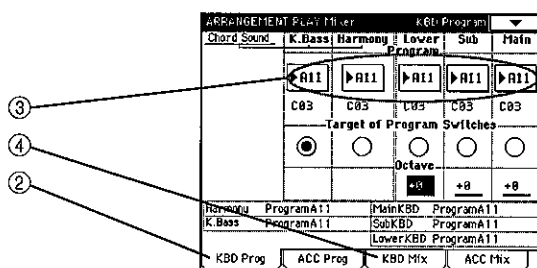 ARRANGEMENT PLAY Mixer KBD Program
Chord Sound K.Bass Harmony Lower Sub Main
Program
③ ▶A11 ▶A11 ▶A11 ▶A11 ▶A11
C03 C03 C03 C03 C03
④ Target of Program Switches
② Octave
+0 +0 +0
Harmony ProgramA11 MainKBD ProgramA11
K.Bass ProgramA11 SubKBD ProgramA11
LowerKBD ProgramA11
KBD Prog ACC Prog KBD Mix ACC Mix